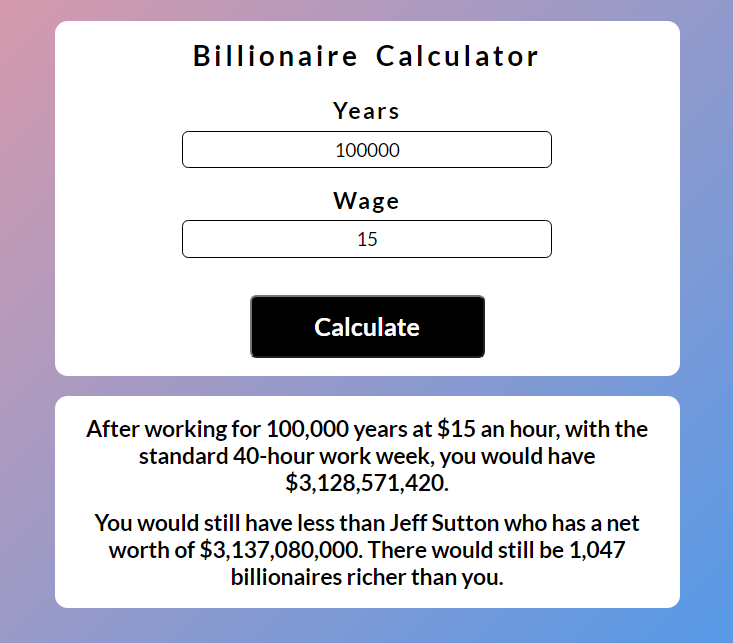 Billionaire Calculator
Years
100000
Wage
15
Calculate
After working for 100,000 years at $15 an hour, with the
standard 40-hour work week, you would have
$3,128,571,420.
You would still have less than Jeff Sutton who has a net
worth of $3,137,080,000. There would still be 1,047
billionaires richer than you.